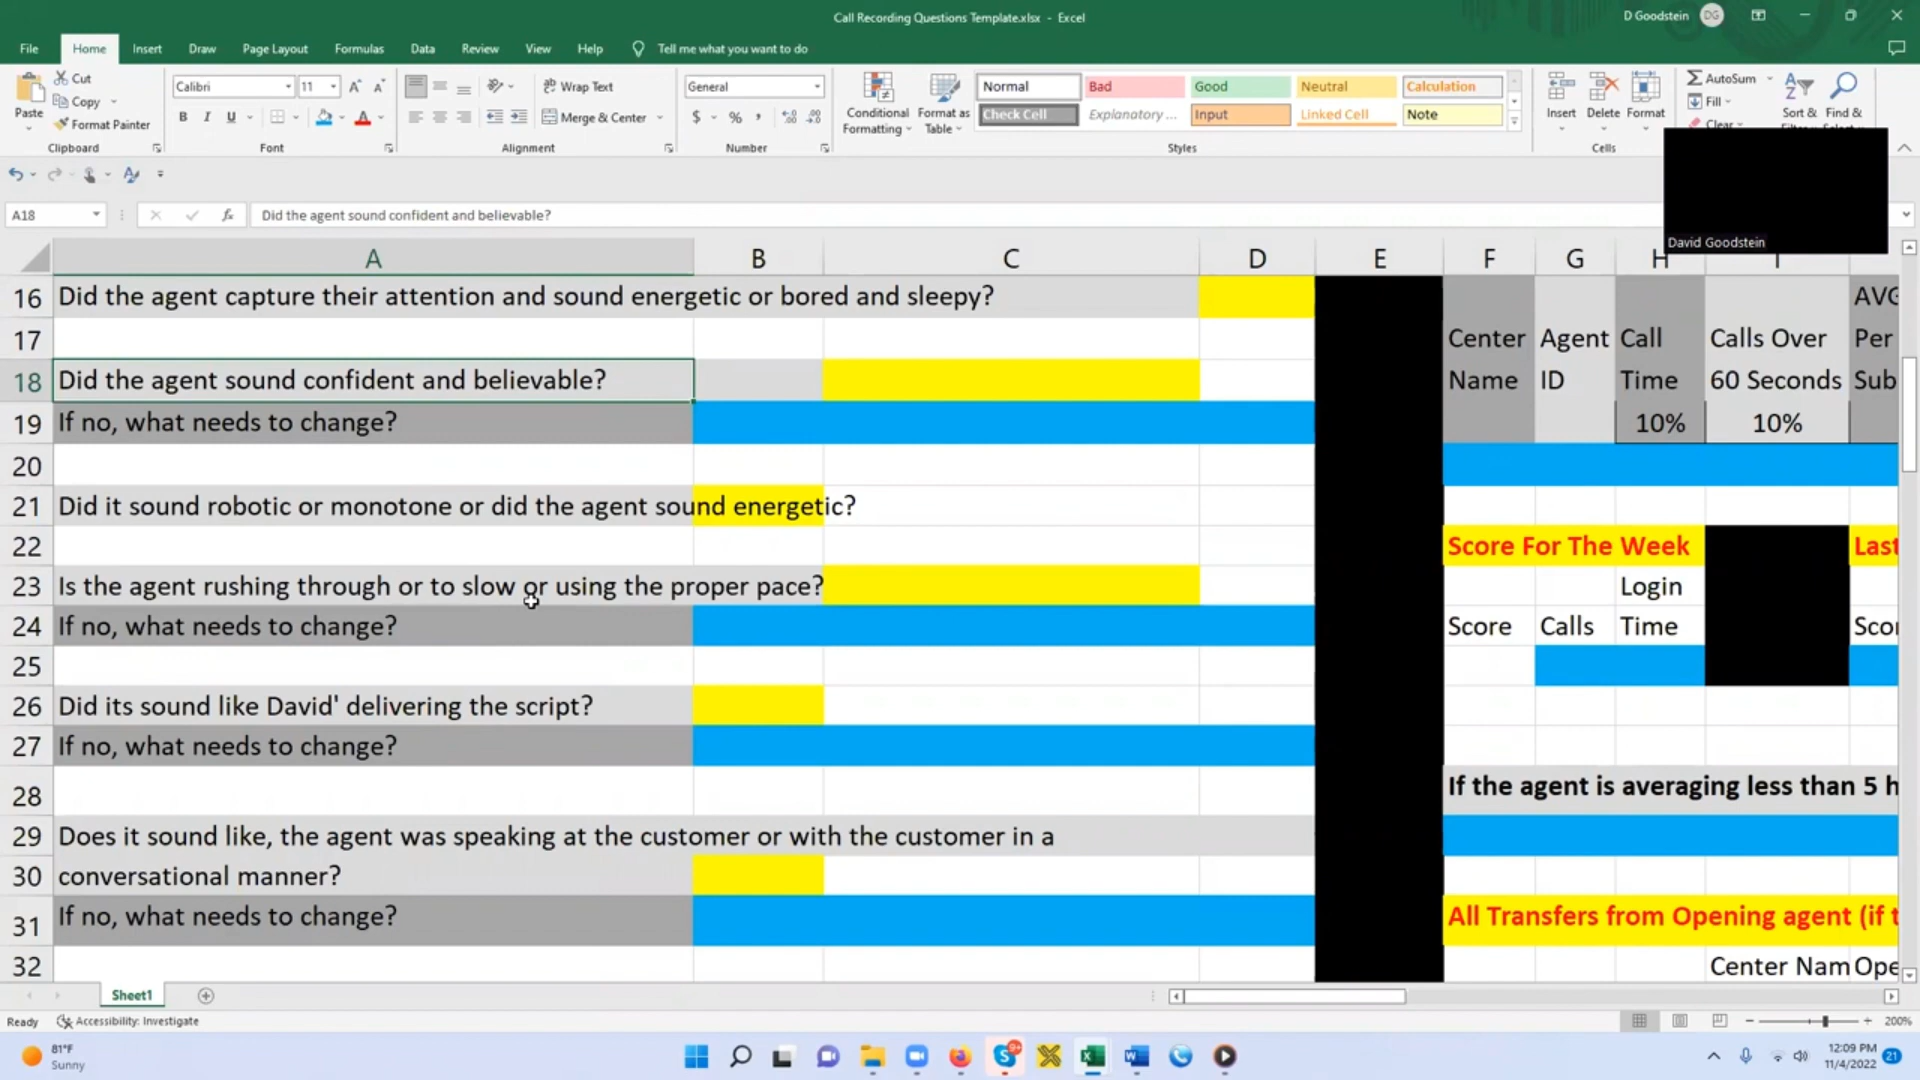 Call Recording Questions Template.xlsx - Excel
D Goodstein DG
File Home Insert Draw Page Layout Formulas Data Review View Help Tell me what you want to do
Paste Cut Copy Format Painter Clipboard
Calibri 11 A A B I U A Font
Wrap Text Merge & Center Alignment
General $ % , Number
Conditional Formatting Format as Table
Normal Bad Good Neutral Calculation
Check Cell Explanatory ... Input Linked Cell Note
Styles
Insert Delete Format Cells
AutoSum Fill Clear Sort & Find &
David Goodstein
A18 fx Did the agent sound confident and believable?
A B C D E F G H I
16 Did the agent capture their attention and sound energetic or bored and sleepy? AVG
17 Center Agent Call Calls Over Per
18 Did the agent sound confident and believable? Name ID Time 60 Seconds Sub
19 If no, what needs to change? 10% 10%
20
21 Did it sound robotic or monotone or did the agent sound energetic?
22 Score For The Week Last
23 Is the agent rushing through or to slow or using the proper pace? Login
24 If no, what needs to change? Score Calls Time Scor
25
26 Did its sound like David' delivering the script?
27 If no, what needs to change?
28 If the agent is averaging less than 5 h
29 Does it sound like, the agent was speaking at the customer or with the customer in a
30 conversational manner?
31 If no, what needs to change? All Transfers from Opening agent (if t
32 Center Nam Ope
Sheet1
Ready Accessibility: Investigate 200%
81°F
Sunny
9+
12:09 PM
11/4/2022
21